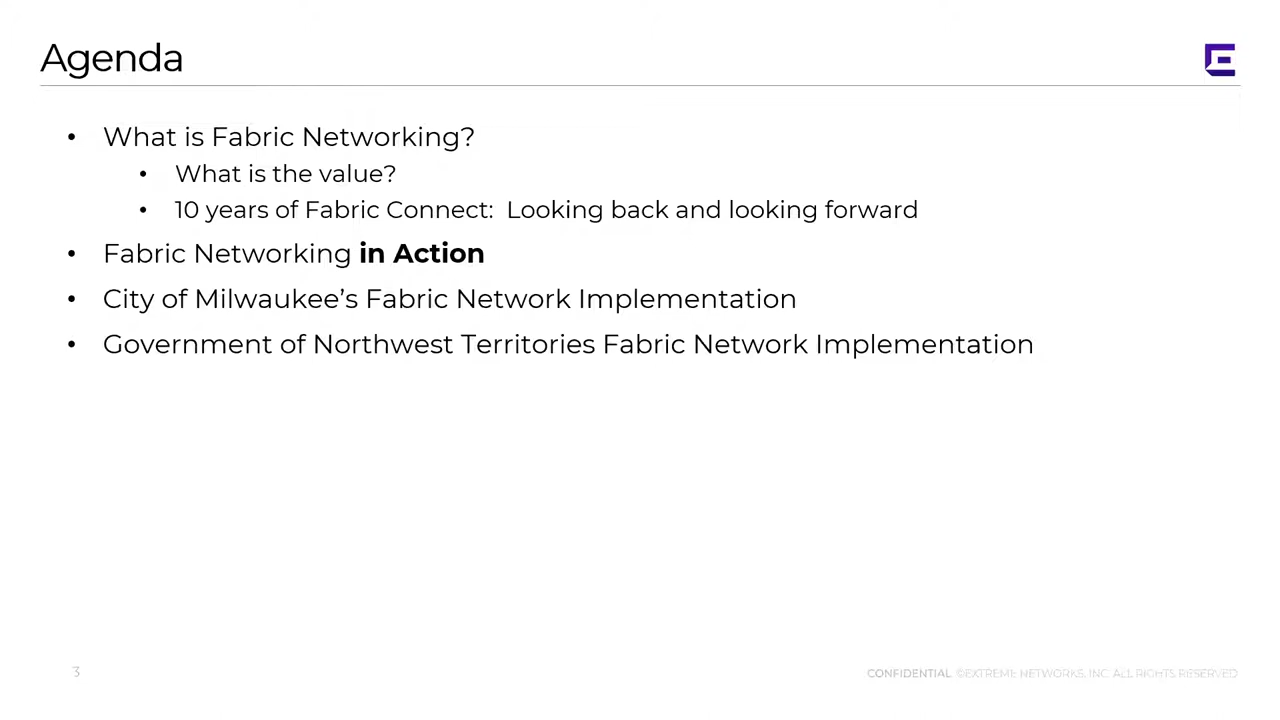 Agenda
• What is Fabric Networking?
• What is the value?
• 10 years of Fabric Connect:  Looking back and looking forward
• Fabric Networking in Action
• City of Milwaukee’s Fabric Network Implementation
• Government of Northwest Territories Fabric Network Implementation
3
CONFIDENTIAL ©EXTREME NETWORKS, INC. ALL RIGHTS RESERVED